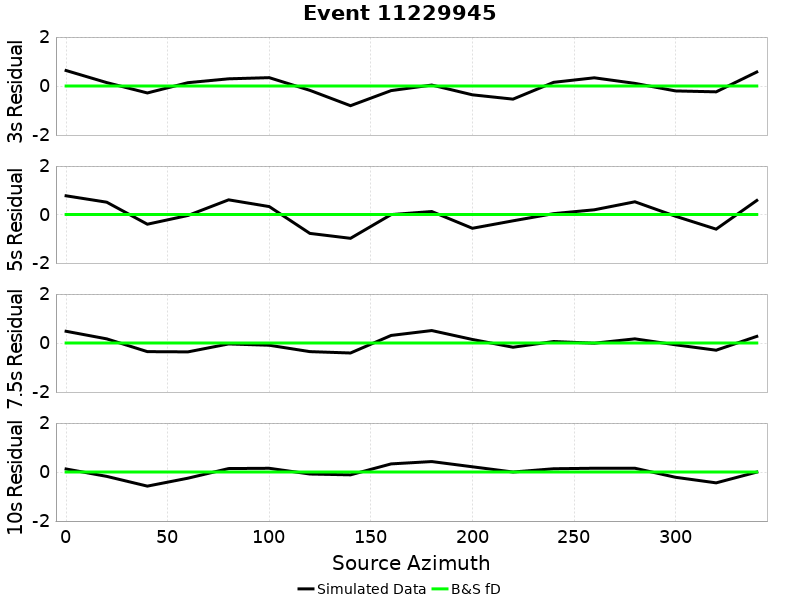 Event 11229945
3s Residual
2
0
-2
5s Residual
2
0
-2
7.5s Residual
2
0
-2
10s Residual
2
0
-2
0 50 100 150 200 250 300
Source Azimuth
Simulated Data B&S fD